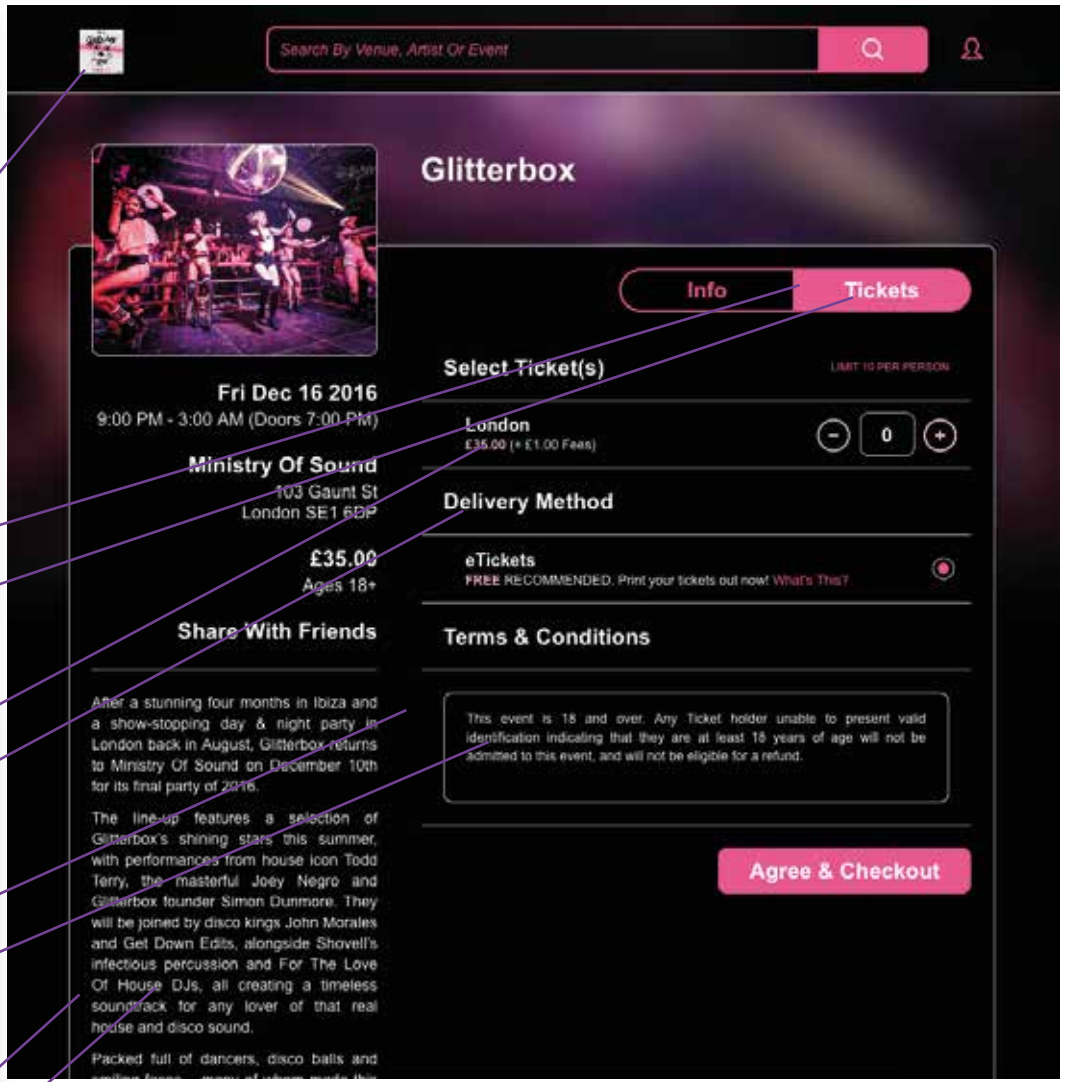 Search By Venue, Artist Or Event
Glitterbox
Info
Tickets
Fri Dec 16 2016
9:00 PM - 3:00 AM (Doors 7:00 PM)
Ministry Of Sound
103 Gaunt St
London SE1 6DP
£35.00
Ages 18+
Share With Friends
After a stunning four months in Ibiza and
a show-stopping day & night party in
London back in August, Glitterbox returns
to Ministry Of Sound on December 10th
for its final party of 2016.
The line-up features a selection of
Glitterbox's shining stars this summer,
with performances from house icon Todd
Terry, the masterful Joey Negro and
Glitterbox founder Simon Dunmore. They
will be joined by disco kings John Morales
and Get Down Edits, alongside Shovell's
infectious percussion and For The Love
Of House DJs, all creating a timeless
soundtrack for any lover of that real
house and disco sound.
Packed full of dancers, disco balls and
Select Ticket(s)
LIMIT 10 PER PERSON
London
£35.00 (+ £1.00 Fees)
0
Delivery Method
eTickets
FREE RECOMMENDED. Print your tickets out now! What's This?
Terms & Conditions
This event is 18 and over. Any Ticket holder unable to present valid
identification indicating that they are at least 18 years of age will not be
admitted to this event, and will not be eligible for a refund.
Agree & Checkout